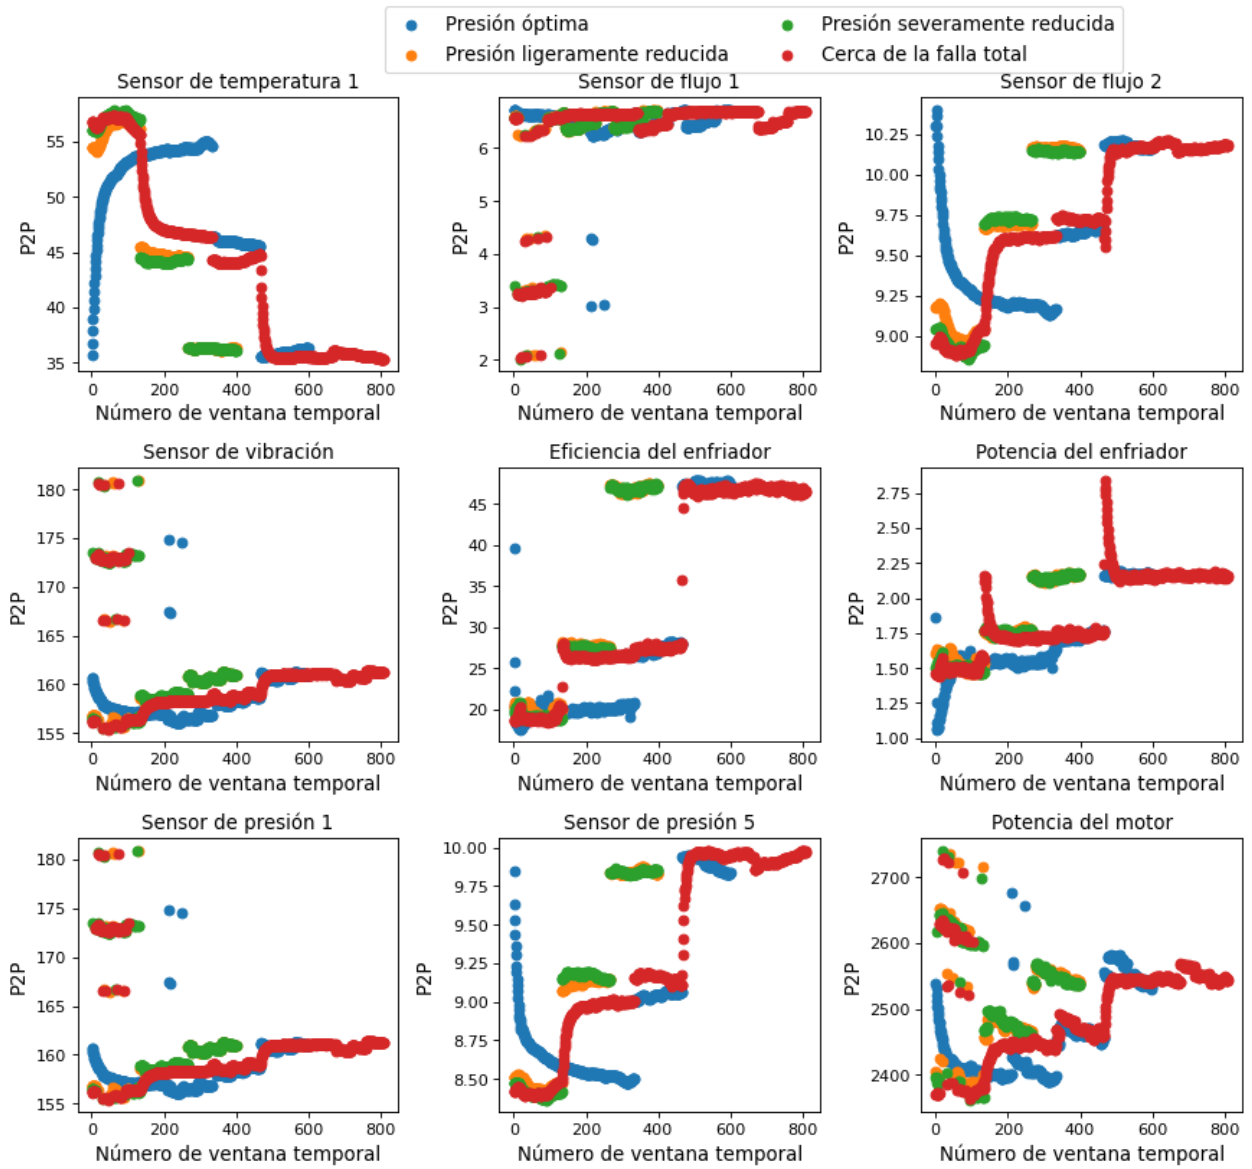 Presión óptima
Presión ligeramente reducida
Presión severamente reducida
Cerca de la falla total
Sensor de temperatura 1
P2P
55
50
45
40
35
0 200 400 600 800
Número de ventana temporal
Sensor de flujo 1
P2P
6
5
4
3
2
0 200 400 600 800
Número de ventana temporal
Sensor de flujo 2
P2P
10.25
10.00
9.75
9.50
9.25
9.00
0 200 400 600 800
Número de ventana temporal
Sensor de vibración
P2P
180
175
170
165
160
155
0 200 400 600 800
Número de ventana temporal
Eficiencia del enfriador
P2P
45
40
35
30
25
20
0 200 400 600 800
Número de ventana temporal
Potencia del enfriador
P2P
2.75
2.50
2.25
2.00
1.75
1.50
1.25
1.00
0 200 400 600 800
Número de ventana temporal
Sensor de presión 1
P2P
180
175
170
165
160
155
0 200 400 600 800
Número de ventana temporal
Sensor de presión 5
P2P
10.00
9.75
9.50
9.25
9.00
8.75
8.50
0 200 400 600 800
Número de ventana temporal
Potencia del motor
P2P
2700
2600
2500
2400
0 200 400 600 800
Número de ventana temporal